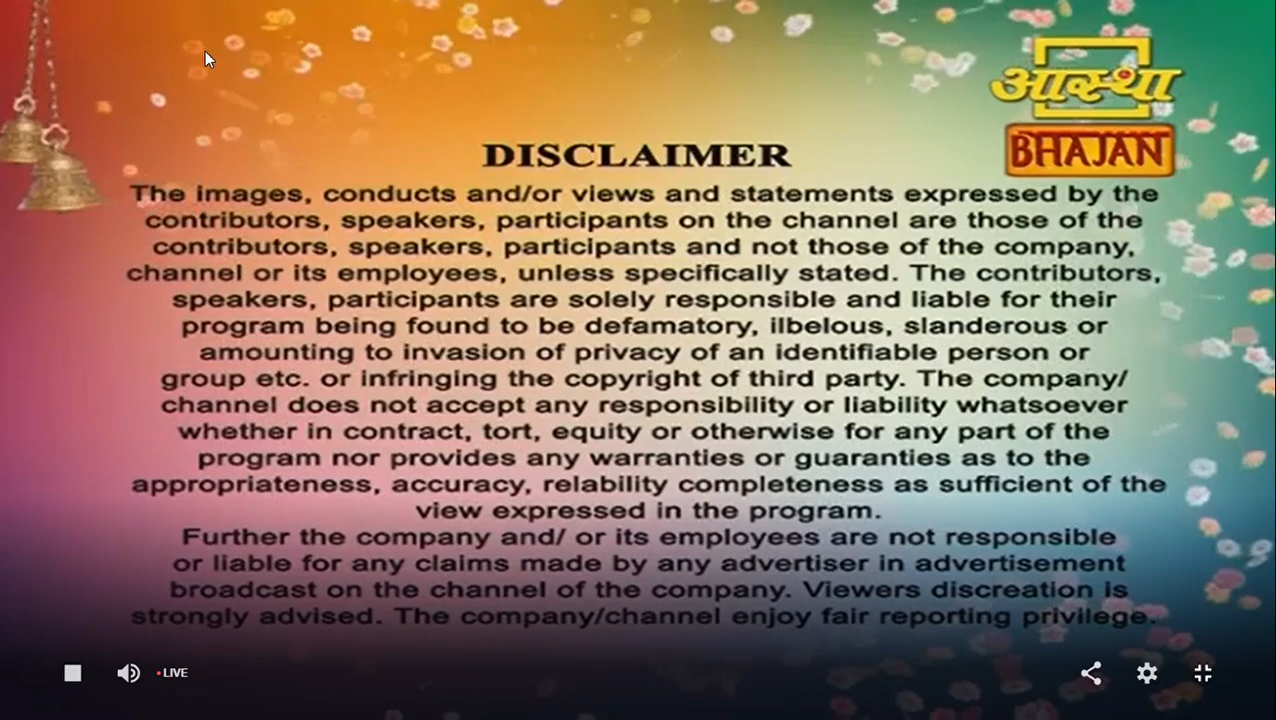 आस्था
BHAJAN
DISCLAIMER
The images, conducts and/or views and statements expressed by the
contributors, speakers, participants on the channel are those of the
contributors, speakers, participants and not those of the company,
channel or its employees, unless specifically stated. The contributors,
speakers, participants are solely responsible and liable for their
program being found to be defamatory, ilbelous, slanderous or
amounting to invasion of privacy of an identifiable person or
group etc. or infringing the copyright of third party. The company/
channel does not accept any responsibility or liability whatsoever
whether in contract, tort, equity or otherwise for any part of the
program nor provides any warranties or guaranties as to the
appropriateness, accuracy, relability completeness as sufficient of the
view expressed in the program.
Further the company and/ or its employees are not responsible
or liable for any claims made by any advertiser in advertisement
broadcast on the channel of the company. Viewers discreation is
strongly advised. The company/channel enjoy fair reporting privilege.
LIVE